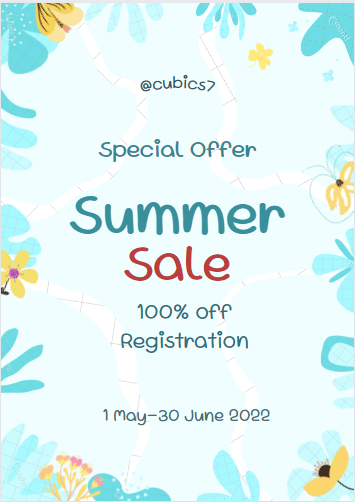 @cubics7
Special Offer
Summer
Sale
100% off
Registration
1 May-30 June 2022